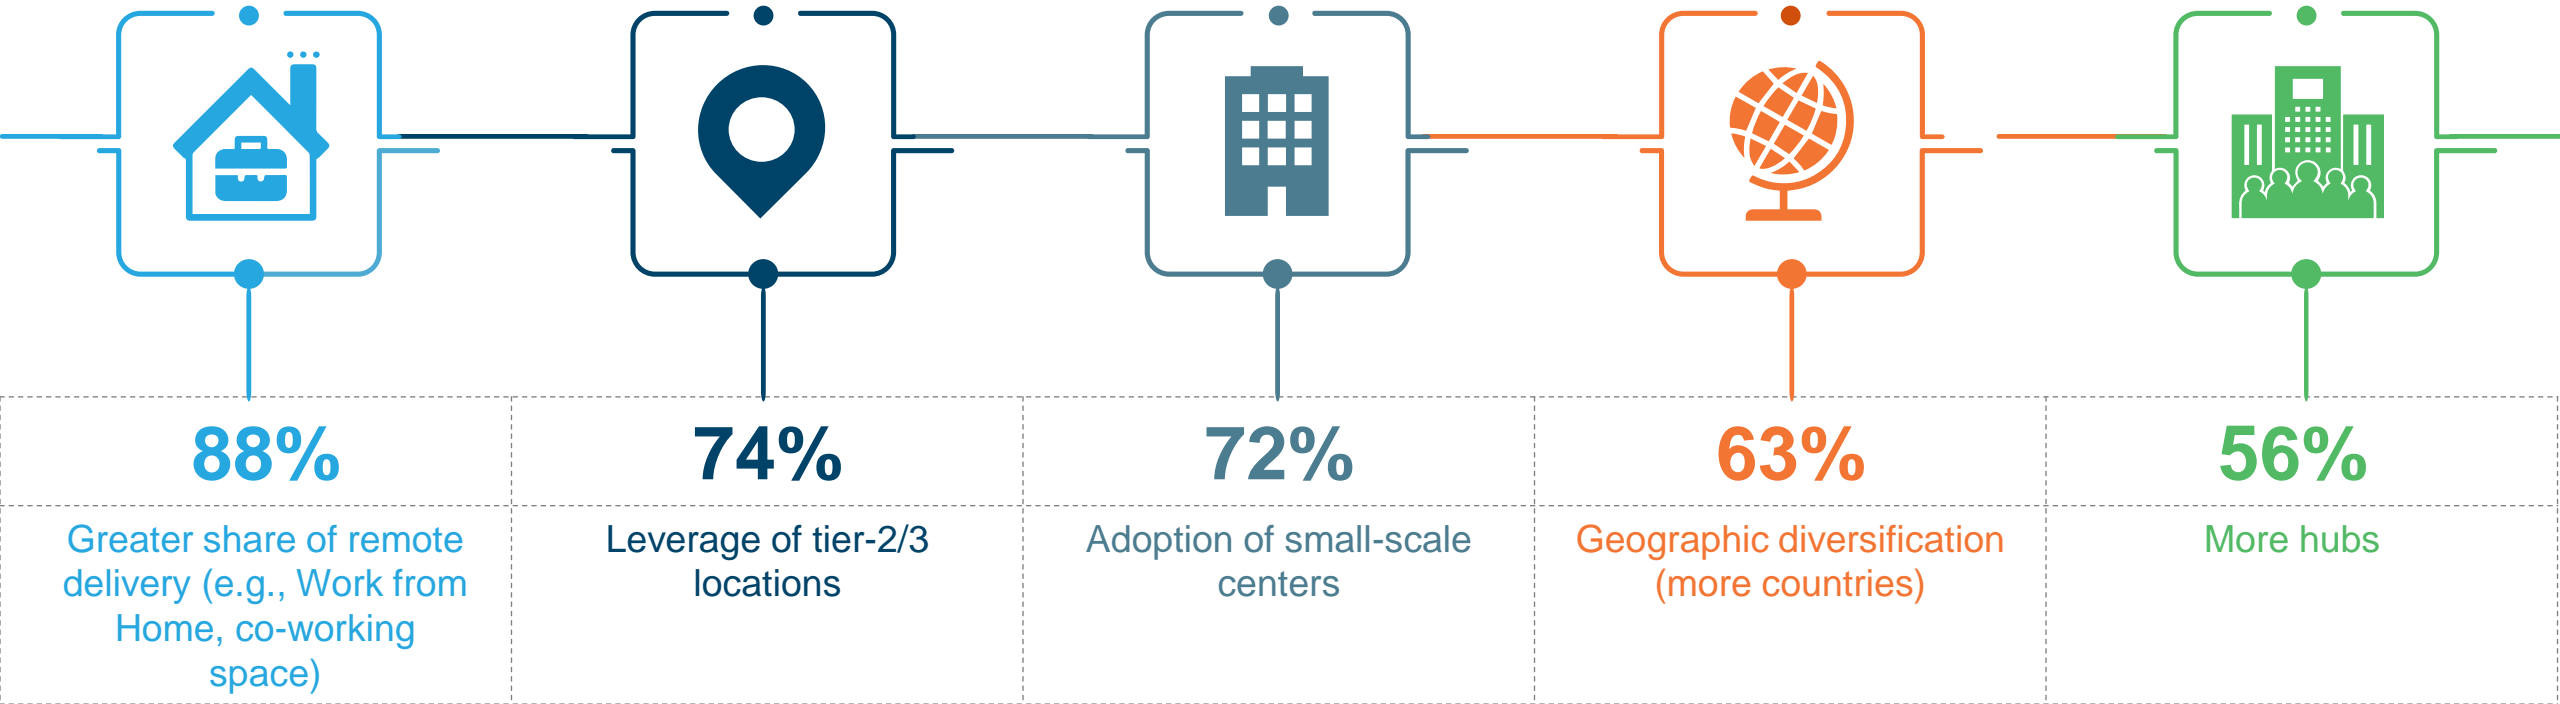 88%
74%
72%
63%
56%
Greater share of remote
delivery (e.g., Work from
Home, co-working
space)
Leverage of tier-2/3
locations
Adoption of small-scale
centers
Geographic diversification
(more countries)
More hubs